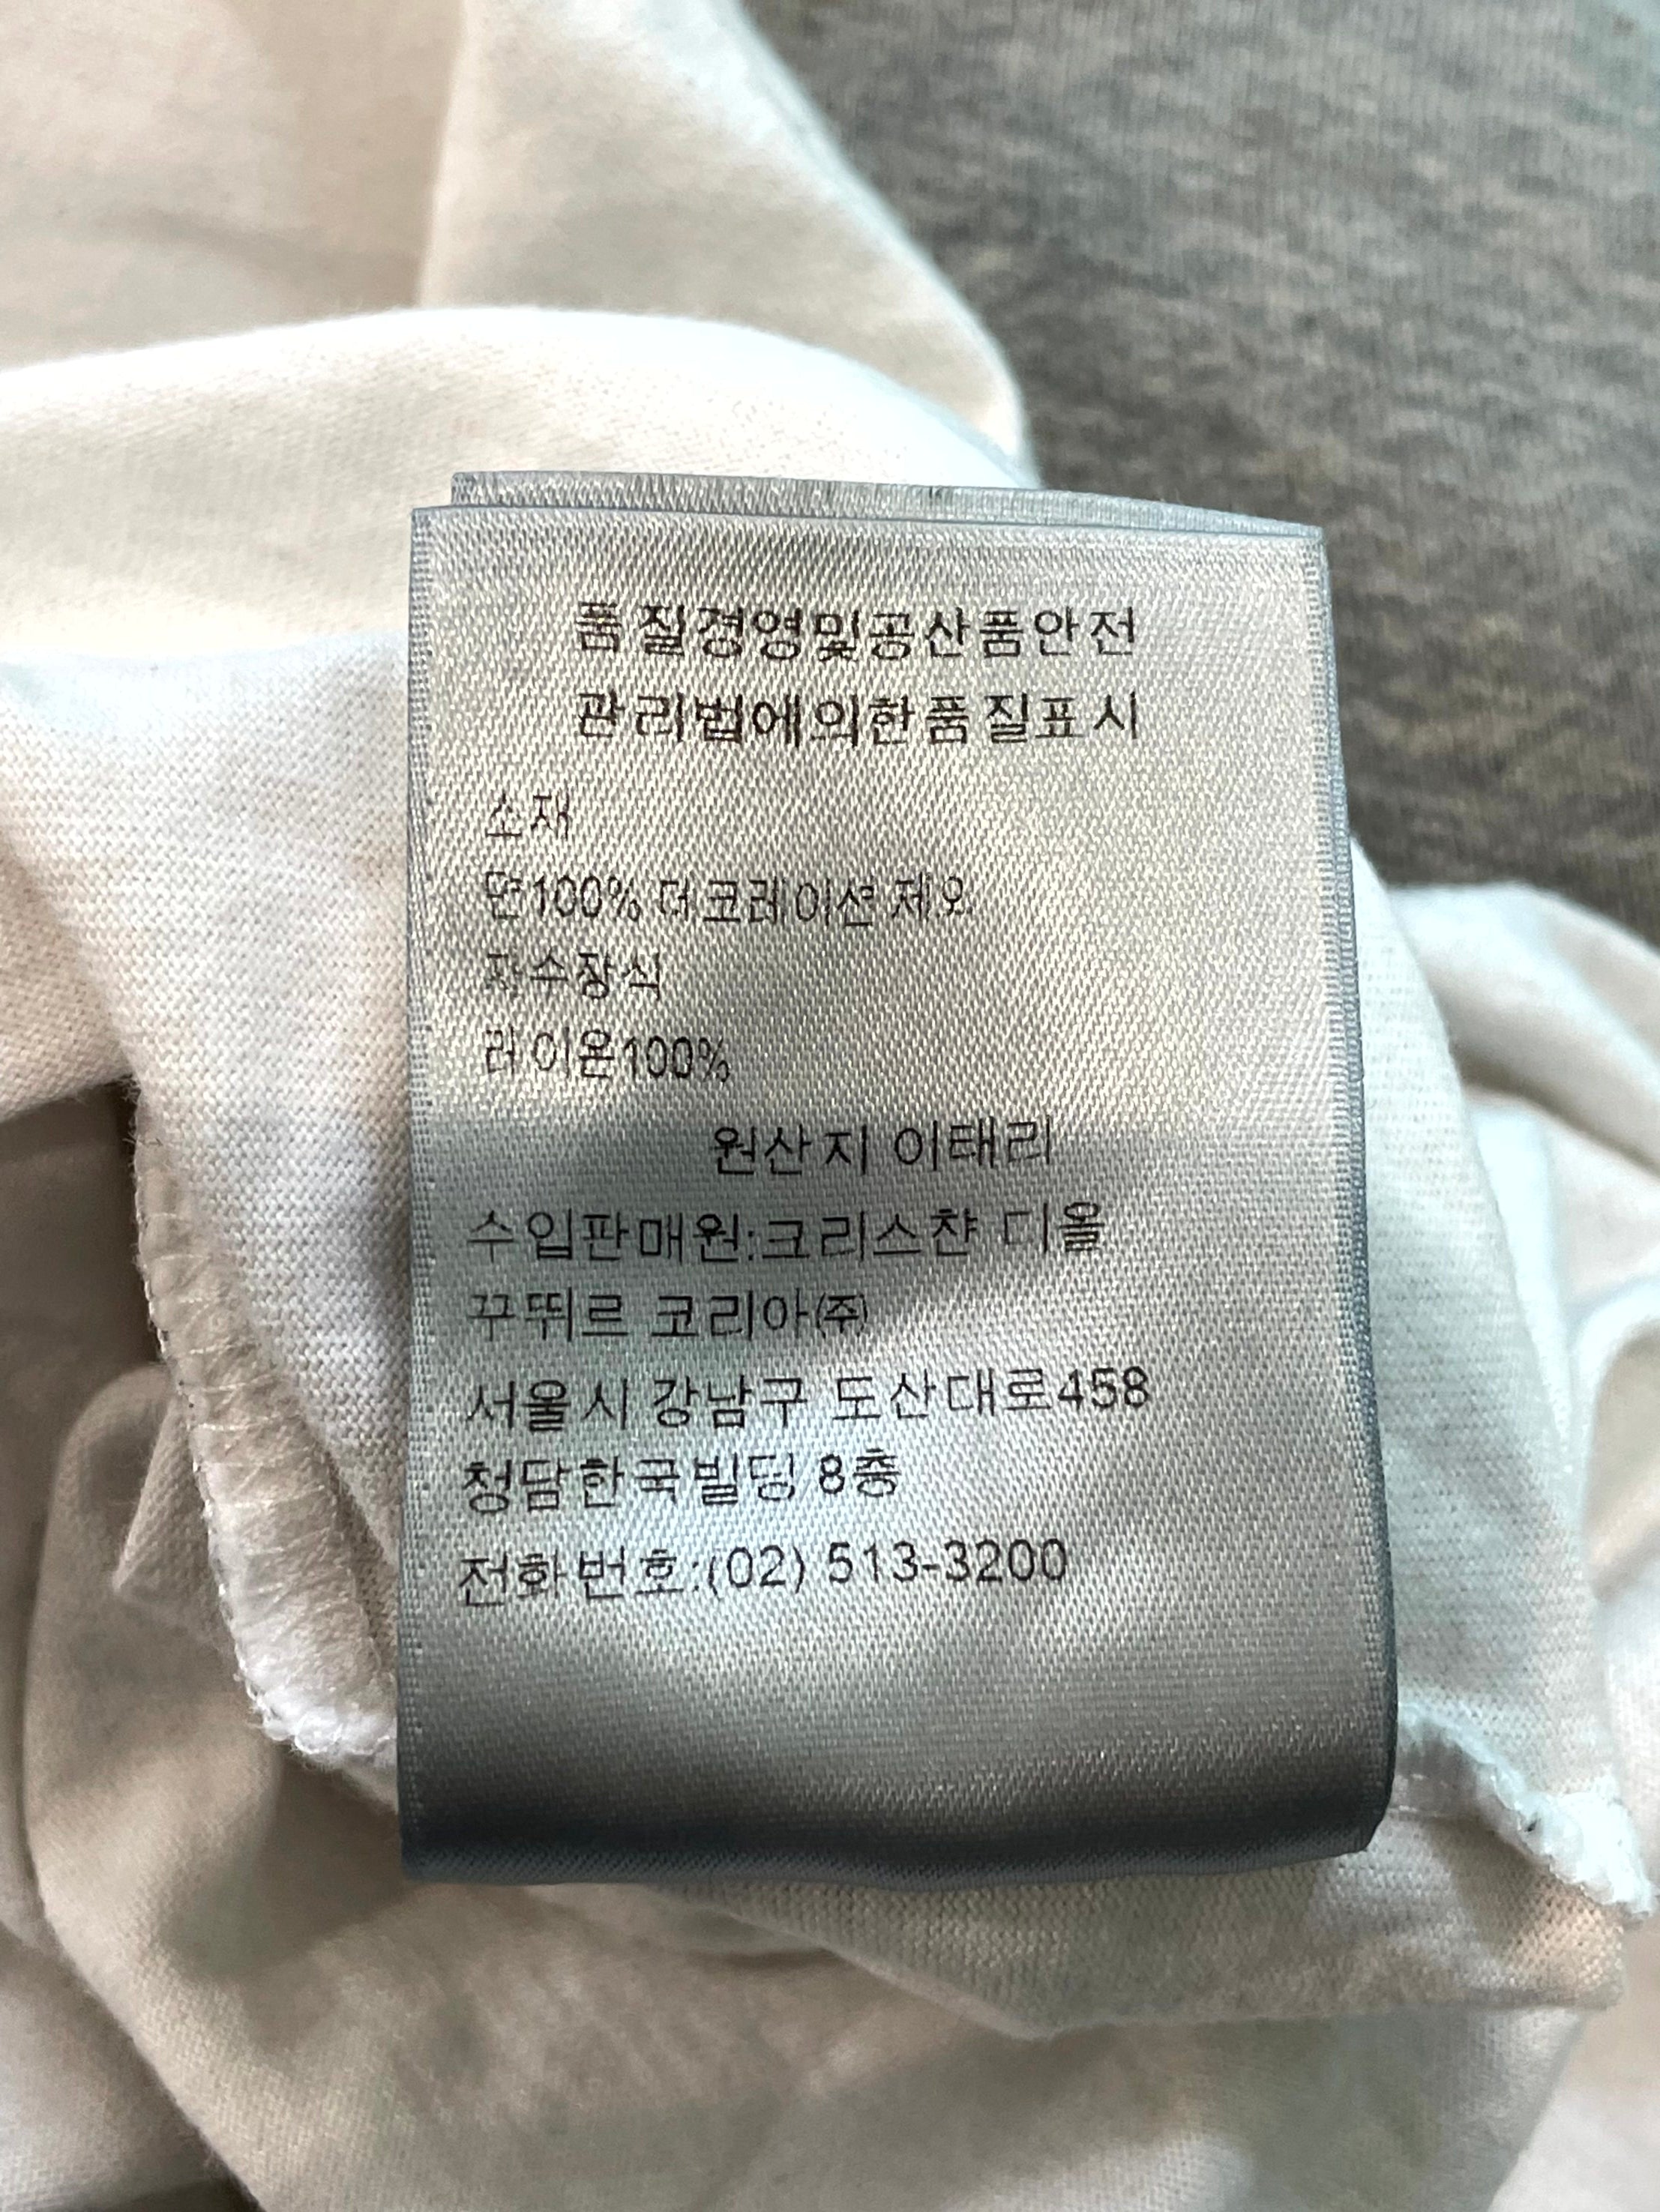 품질경영및공산품안전
관리법에의한품질표시
소재
면100% 데코레이션 제외
자수장식
레이온100%
원산지 이태리
수입판매원:크리스챤 디올
꾸뛰르 코리아㈜
서울시 강남구 도산대로458
청담한국빌딩 8층
전화번호:(02) 513-3200